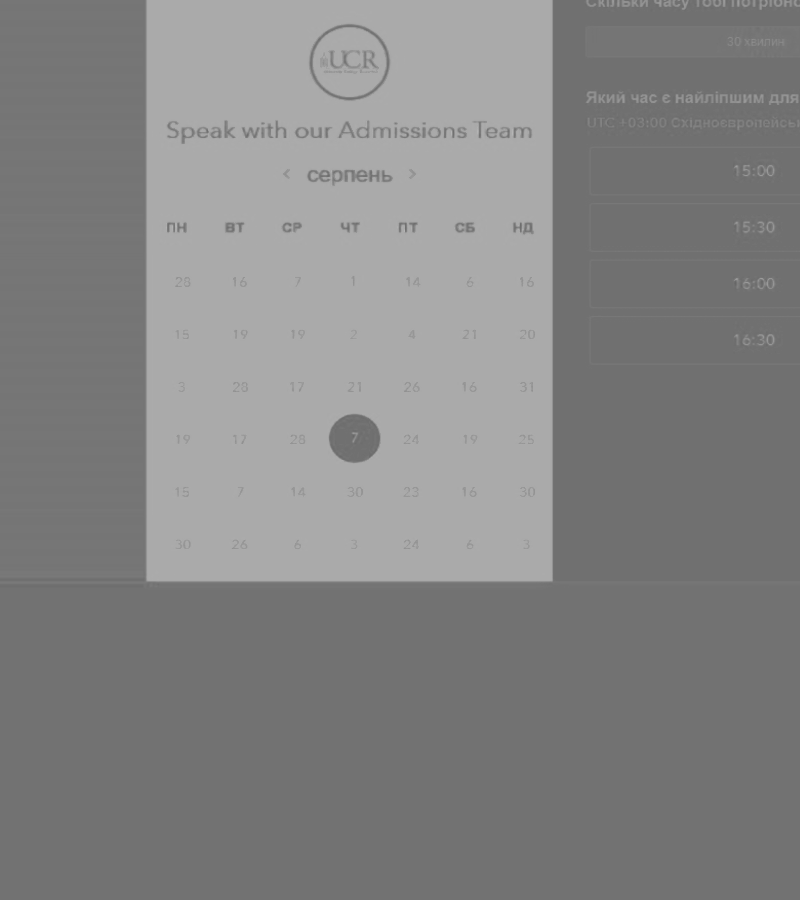 UCR
Speak with our Admissions Team
‹ серпень ›
ПН ВТ СР ЧТ ПТ СБ НД
28 16 7 1 14 6 16
15 19 19 2 4 21 20
3 28 17 21 26 16 31
19 17 28 7 24 19 25
15 7 14 30 23 16 30
30 26 6 3 24 6 3
Скільки часу тобі потрібно
30 хвилин
Який час є найліпшим для
UTC +03:00
15:00
15:30
16:00
16:30